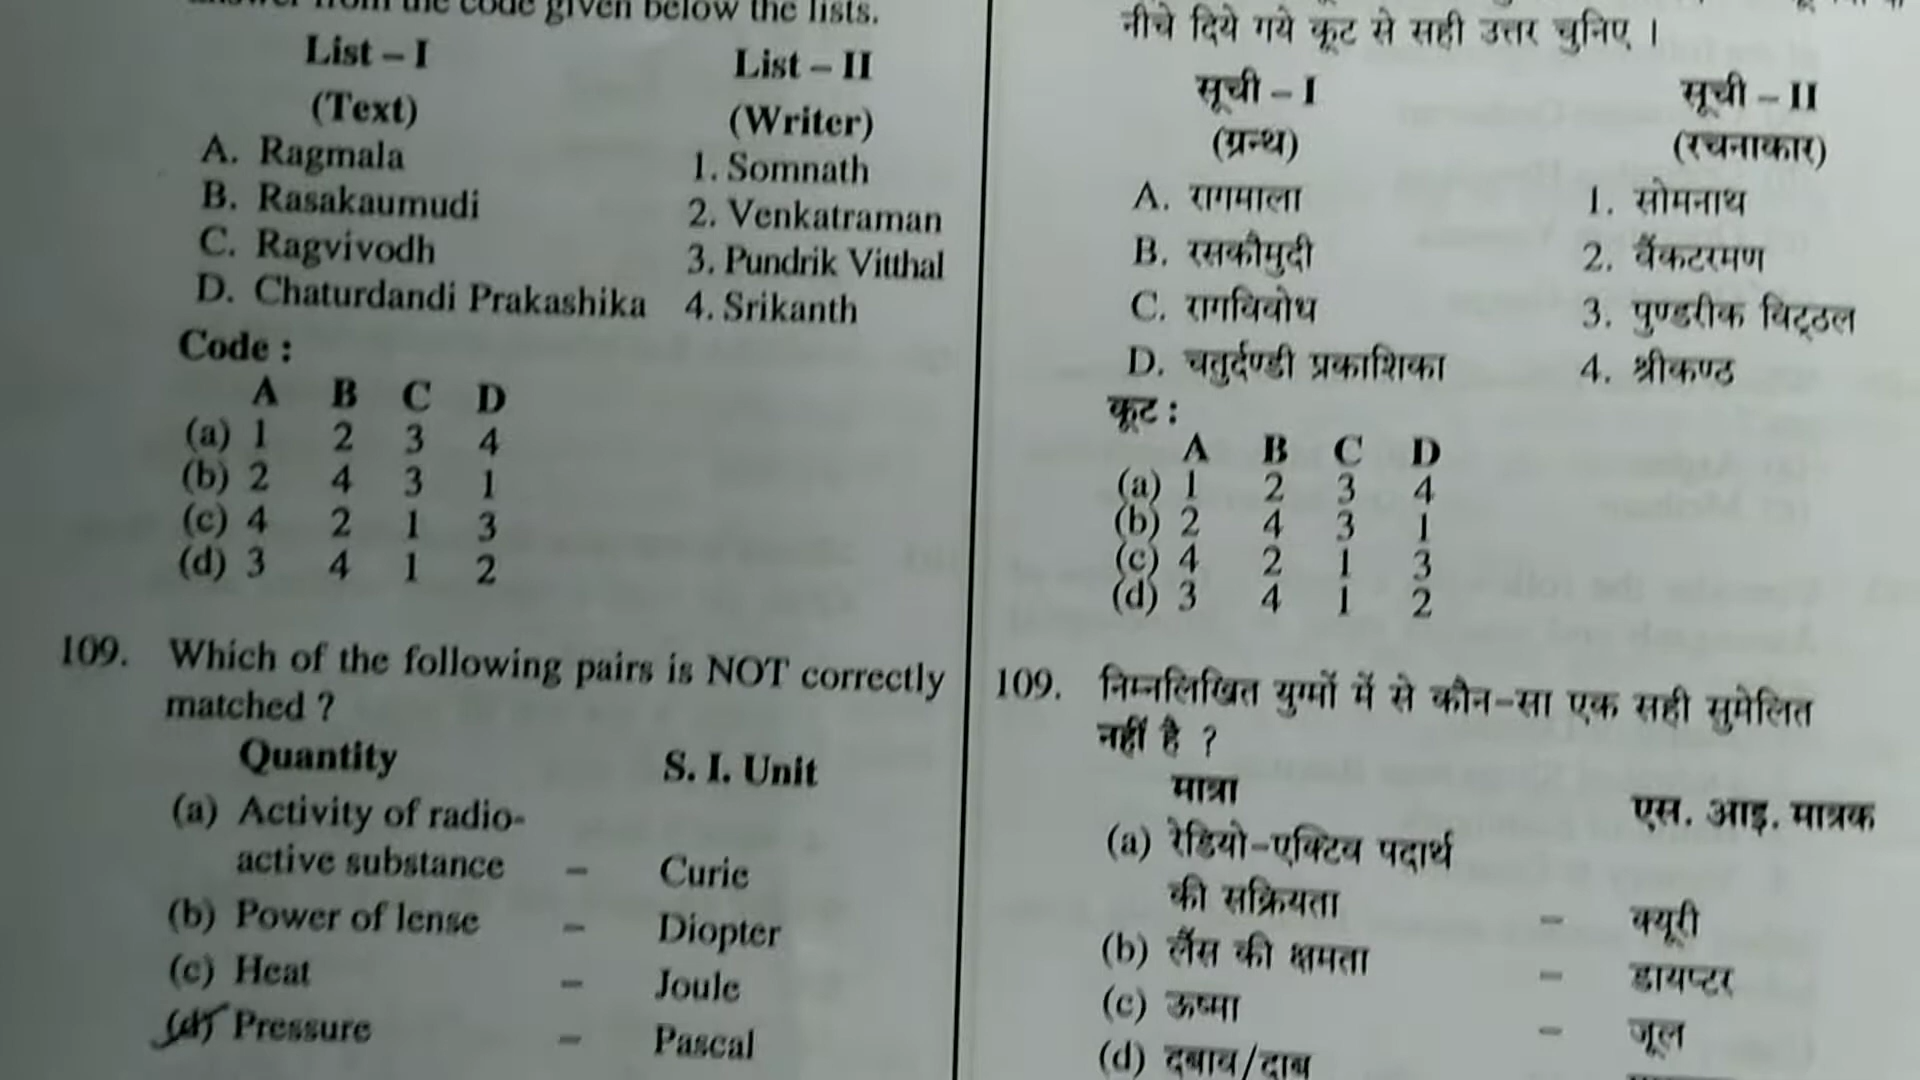 answer from the code given below the lists.
List – I List – II
(Text) (Writer)
A. Ragmala 1. Somnath
B. Rasakaumudi 2. Venkatraman
C. Ragvivodh 3. Pundrik Vitthal
D. Chaturdandi Prakashika 4. Srikanth
Code :
A B C D
(a) 1 2 3 4
(b) 2 4 3 1
(c) 4 2 1 3
(d) 3 4 1 2
109. Which of the following pairs is NOT correctly
matched ?
Quantity S. I. Unit
(a) Activity of radio-
active substance – Curie
(b) Power of lense – Diopter
(c) Heat – Joule
(d) Pressure – Pascal
नीचे दिये गये कूट से सही उत्तर चुनिए ।
सूची – I सूची – II
(ग्रन्थ) (रचनाकार)
A. रागमाला 1. सोमनाथ
B. रसकौमुदी 2. वैंकटरमण
C. रागविवोध 3. पुण्डरीक विट्ठल
D. चतुर्दण्डी प्रकाशिका 4. श्रीकण्ठ
कूट :
A B C D
(a) 1 2 3 4
(b) 2 4 3 1
(c) 4 2 1 3
(d) 3 4 1 2
109. निम्नलिखित युग्मों में से कौन-सा एक सही सुमेलित
नहीं है ?
मात्रा एस. आइ. मात्रक
(a) रेडियो-एक्टिव पदार्थ
की सक्रियता – क्यूरी
(b) लैंस की क्षमता – डायप्टर
(c) ऊष्मा – जूल
(d) दबाव/दाब